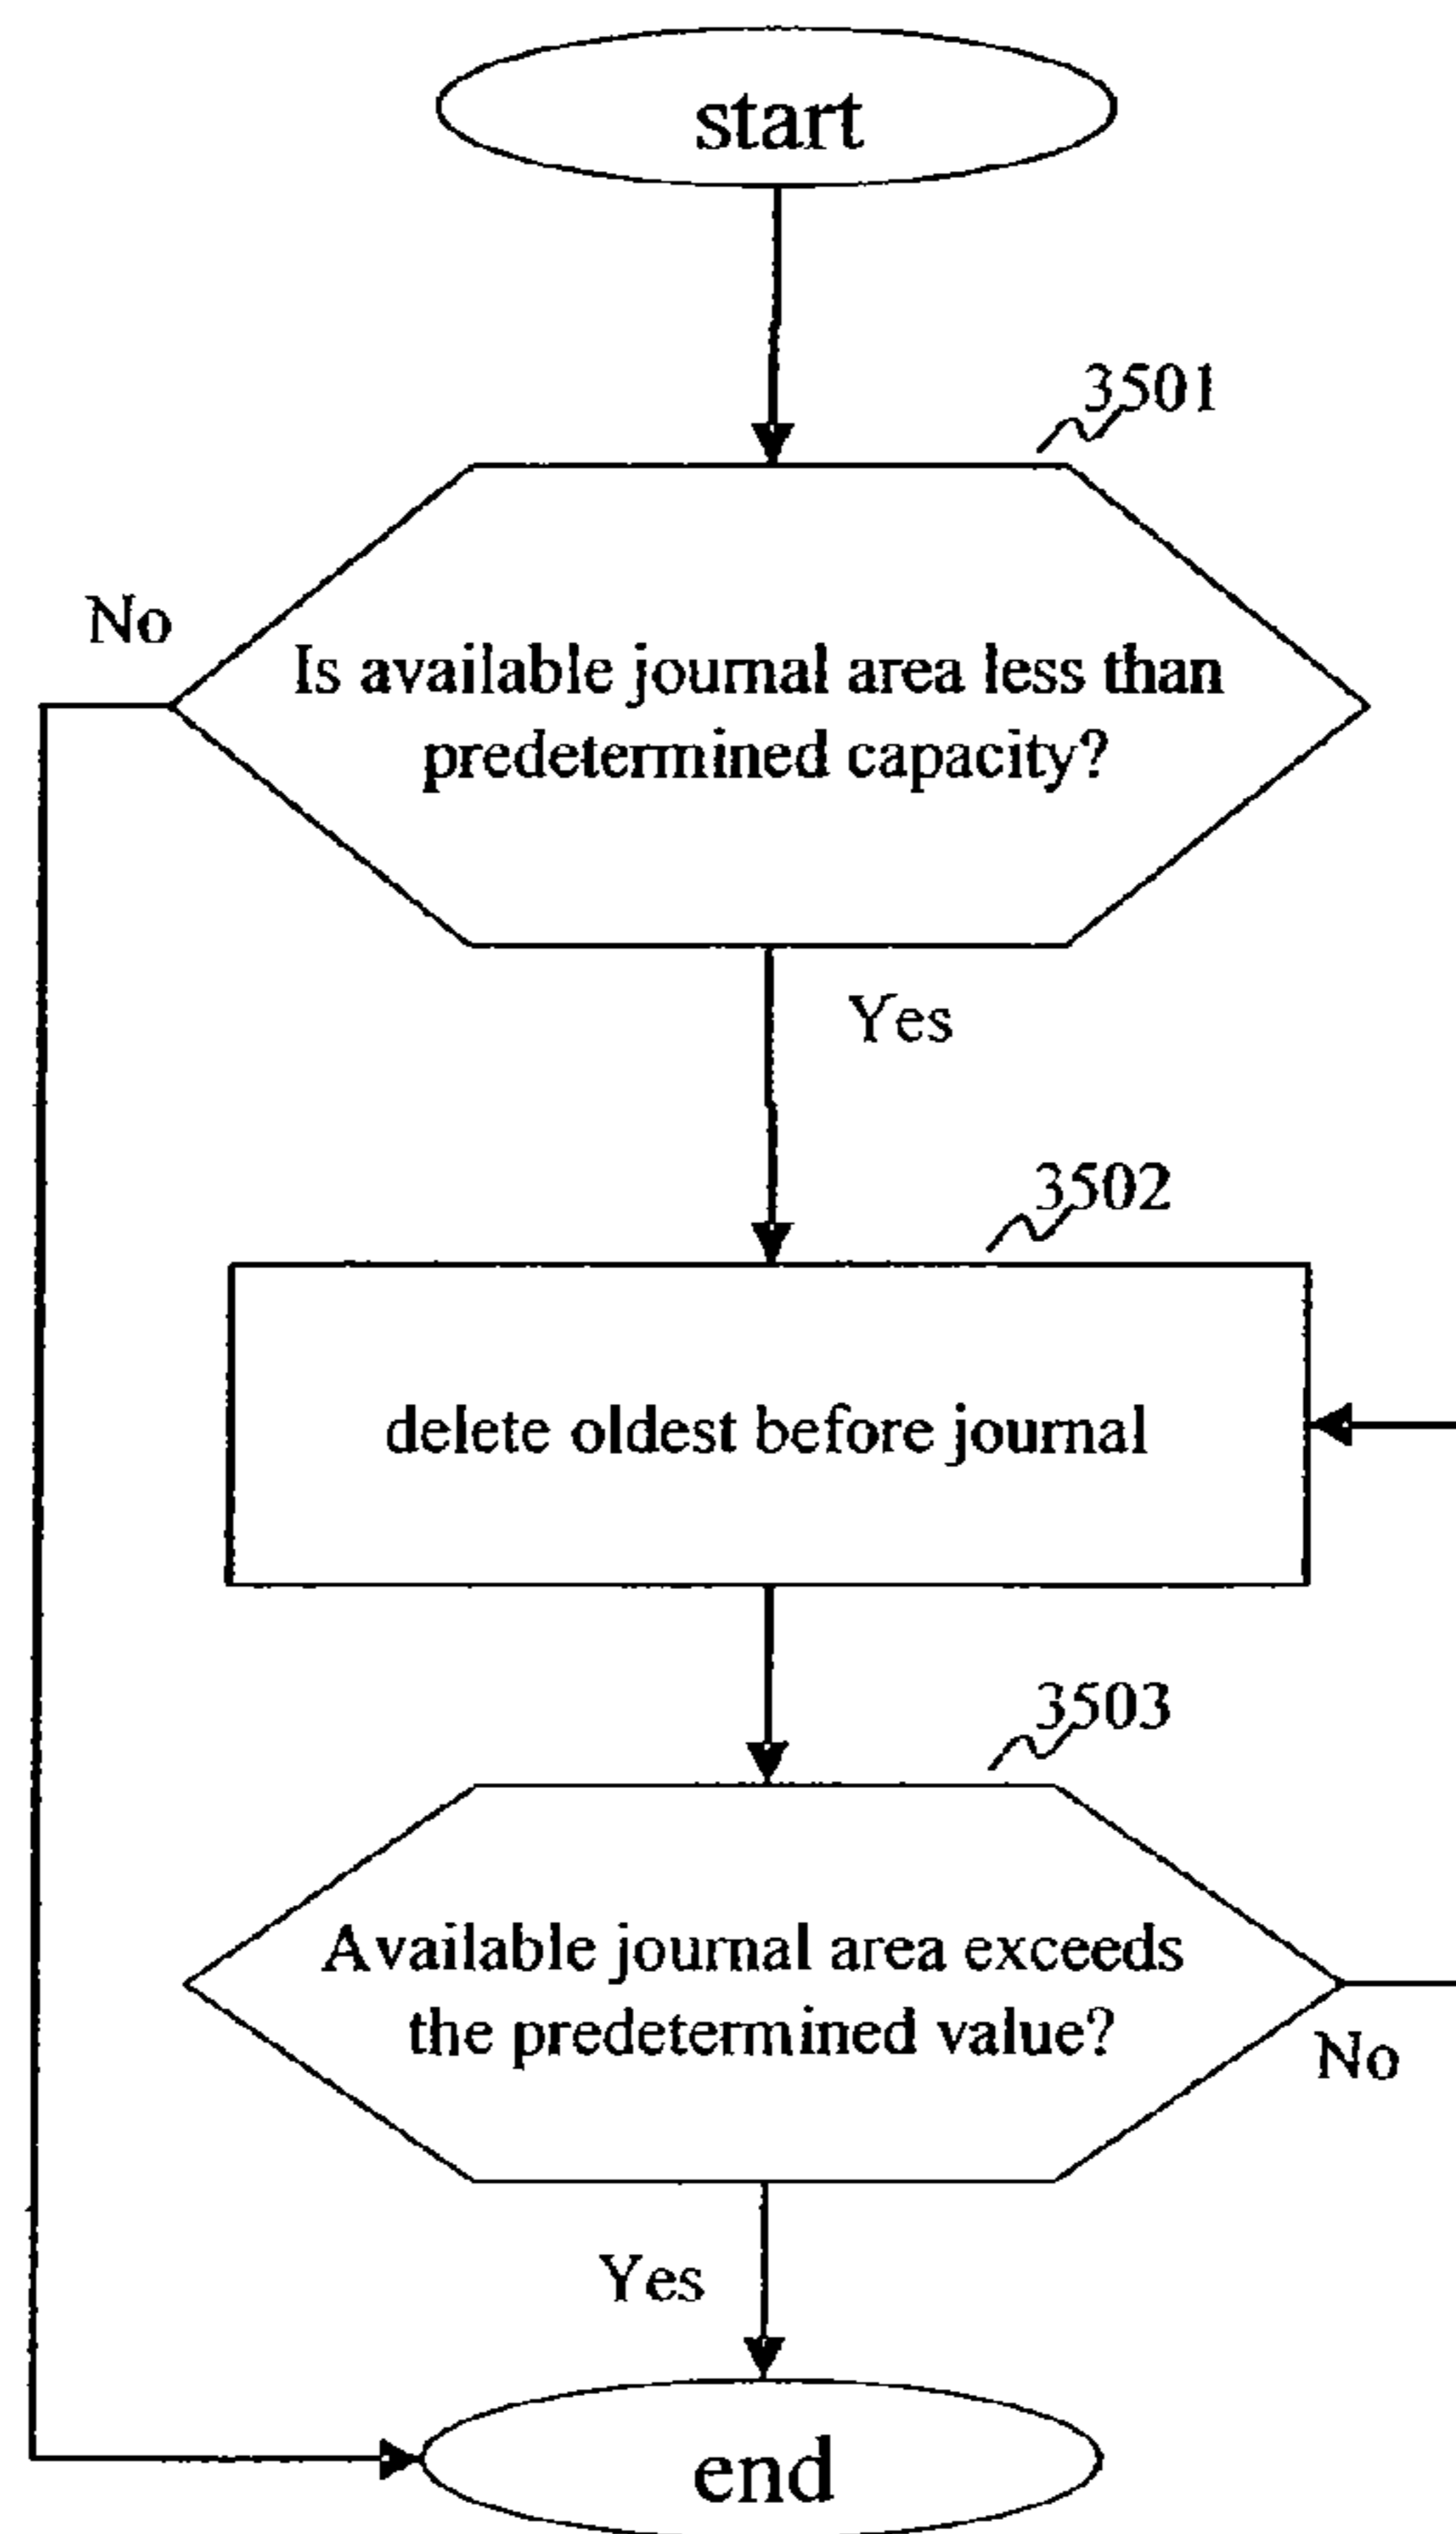 start
3501
No
Is available journal area less than
predetermined capacity?
Yes
3502
delete oldest before journal
3503
Available journal area exceeds
the predetermined value?
No
Yes
end